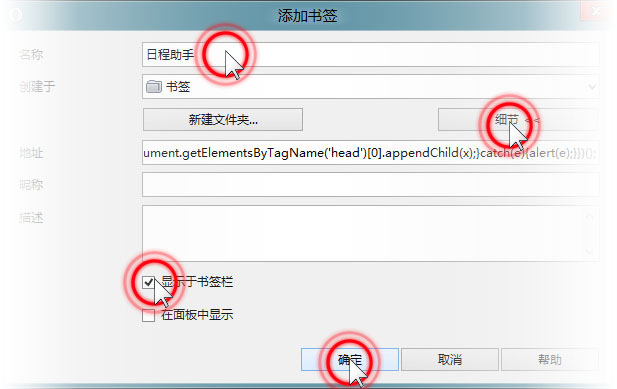 添加书签
名称
日程助手
创建于
书签
新建文件夹...
细节 <<
地址
ument.getElementsByTagName('head')[0].appendChild(x);}catch(e){alert(e);}})();
昵称
描述
显示于书签栏
在面板中显示
确定
取消
帮助